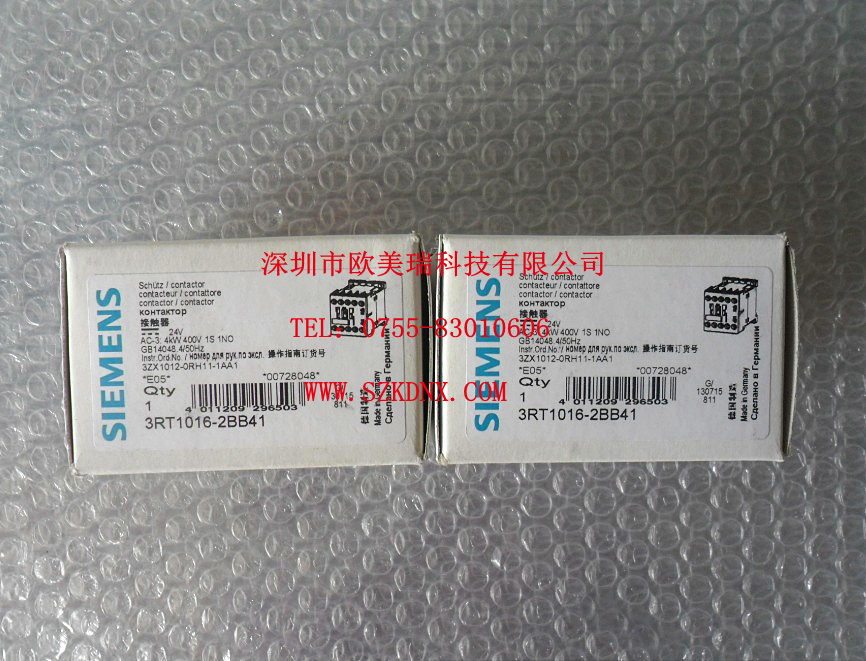 深圳市欧美瑞科技有限公司
TEL: 0755-83010606
WWW.SZKDNX.COM
SIEMENS
Schütz / contactor
contacteur / contattore
contactor / contactor
контактор
接触器
24V
AC-3: 4kW 400V 1S 1NO
GB14048.4/50Hz
Instr.Ord.No. / номер для рук.по эксп. 操作指南订货号
3ZX1012-0RH11-1AA1
*E05* *00728048*
Qty
1
4 011209 296503
3RT1016-2BB41
130715
811
德国制造
Made in Germany
Сделано в Германии
SIEMENS
Schütz / contactor
contacteur / contattore
contactor / contactor
контактор
接触器
24V
AC-3: 4kW 400V 1S 1NO
GB14048.4/50Hz
Instr.Ord.No. / номер для рук.по эксп. 操作指南订货号
3ZX1012-0RH11-1AA1
*E05* *00728048*
Qty
1
4 011209 296503
3RT1016-2BB41
G/
130715
811
德国制造
Made in Germany
Сделано в Германии